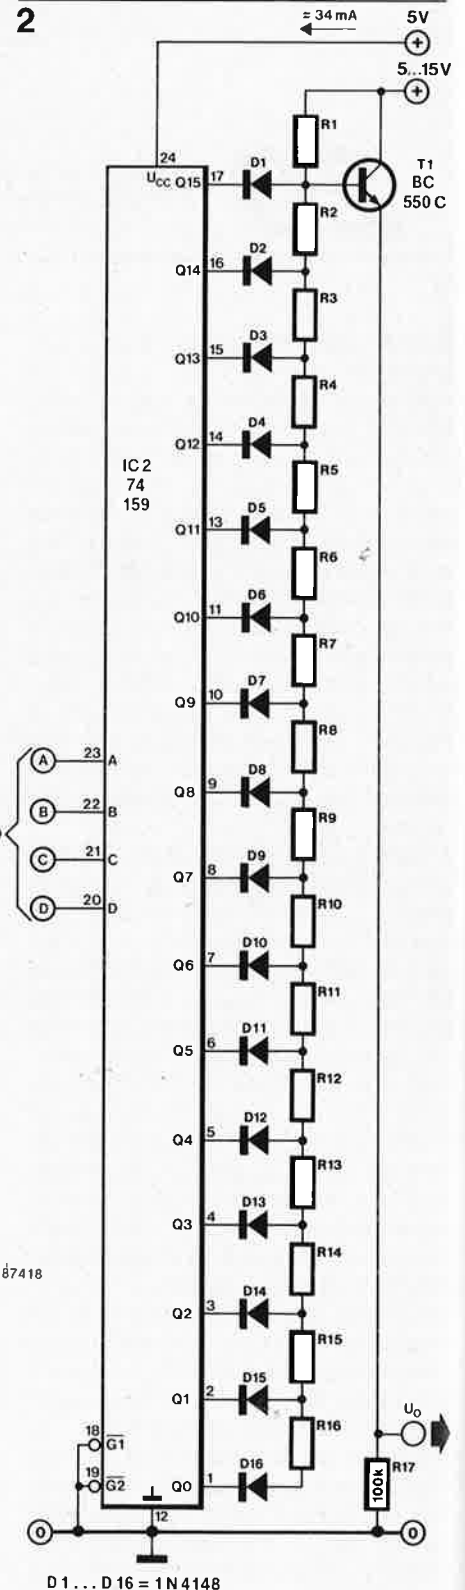 2
≈ 34 mA
5V
5...15V
R1
24
UCC Q15 17 D1
T1
BC
550 C
R2
Q14 16 D2
R3
Q13 15 D3
R4
Q12 14 D4
IC 2
74
159
R5
Q11 13 D5
R6
Q10 11 D6
R7
Q9 10 D7
R8
23 A
A
Q8 9 D8
22 B
B
R9
21 C
C
Q7 8 D9
20 D
D
R10
Q6 7 D10
R11
Q5 6 D11
R12
Q4 5 D12
R13
Q3 4 D13
R14
87418
Q2 3 D14
R15
Q1 2 D15
R16
UO
18 G1
19 G2
Q0 1 D16
R17
100k
12
0
0
D1...D16 = 1N4148